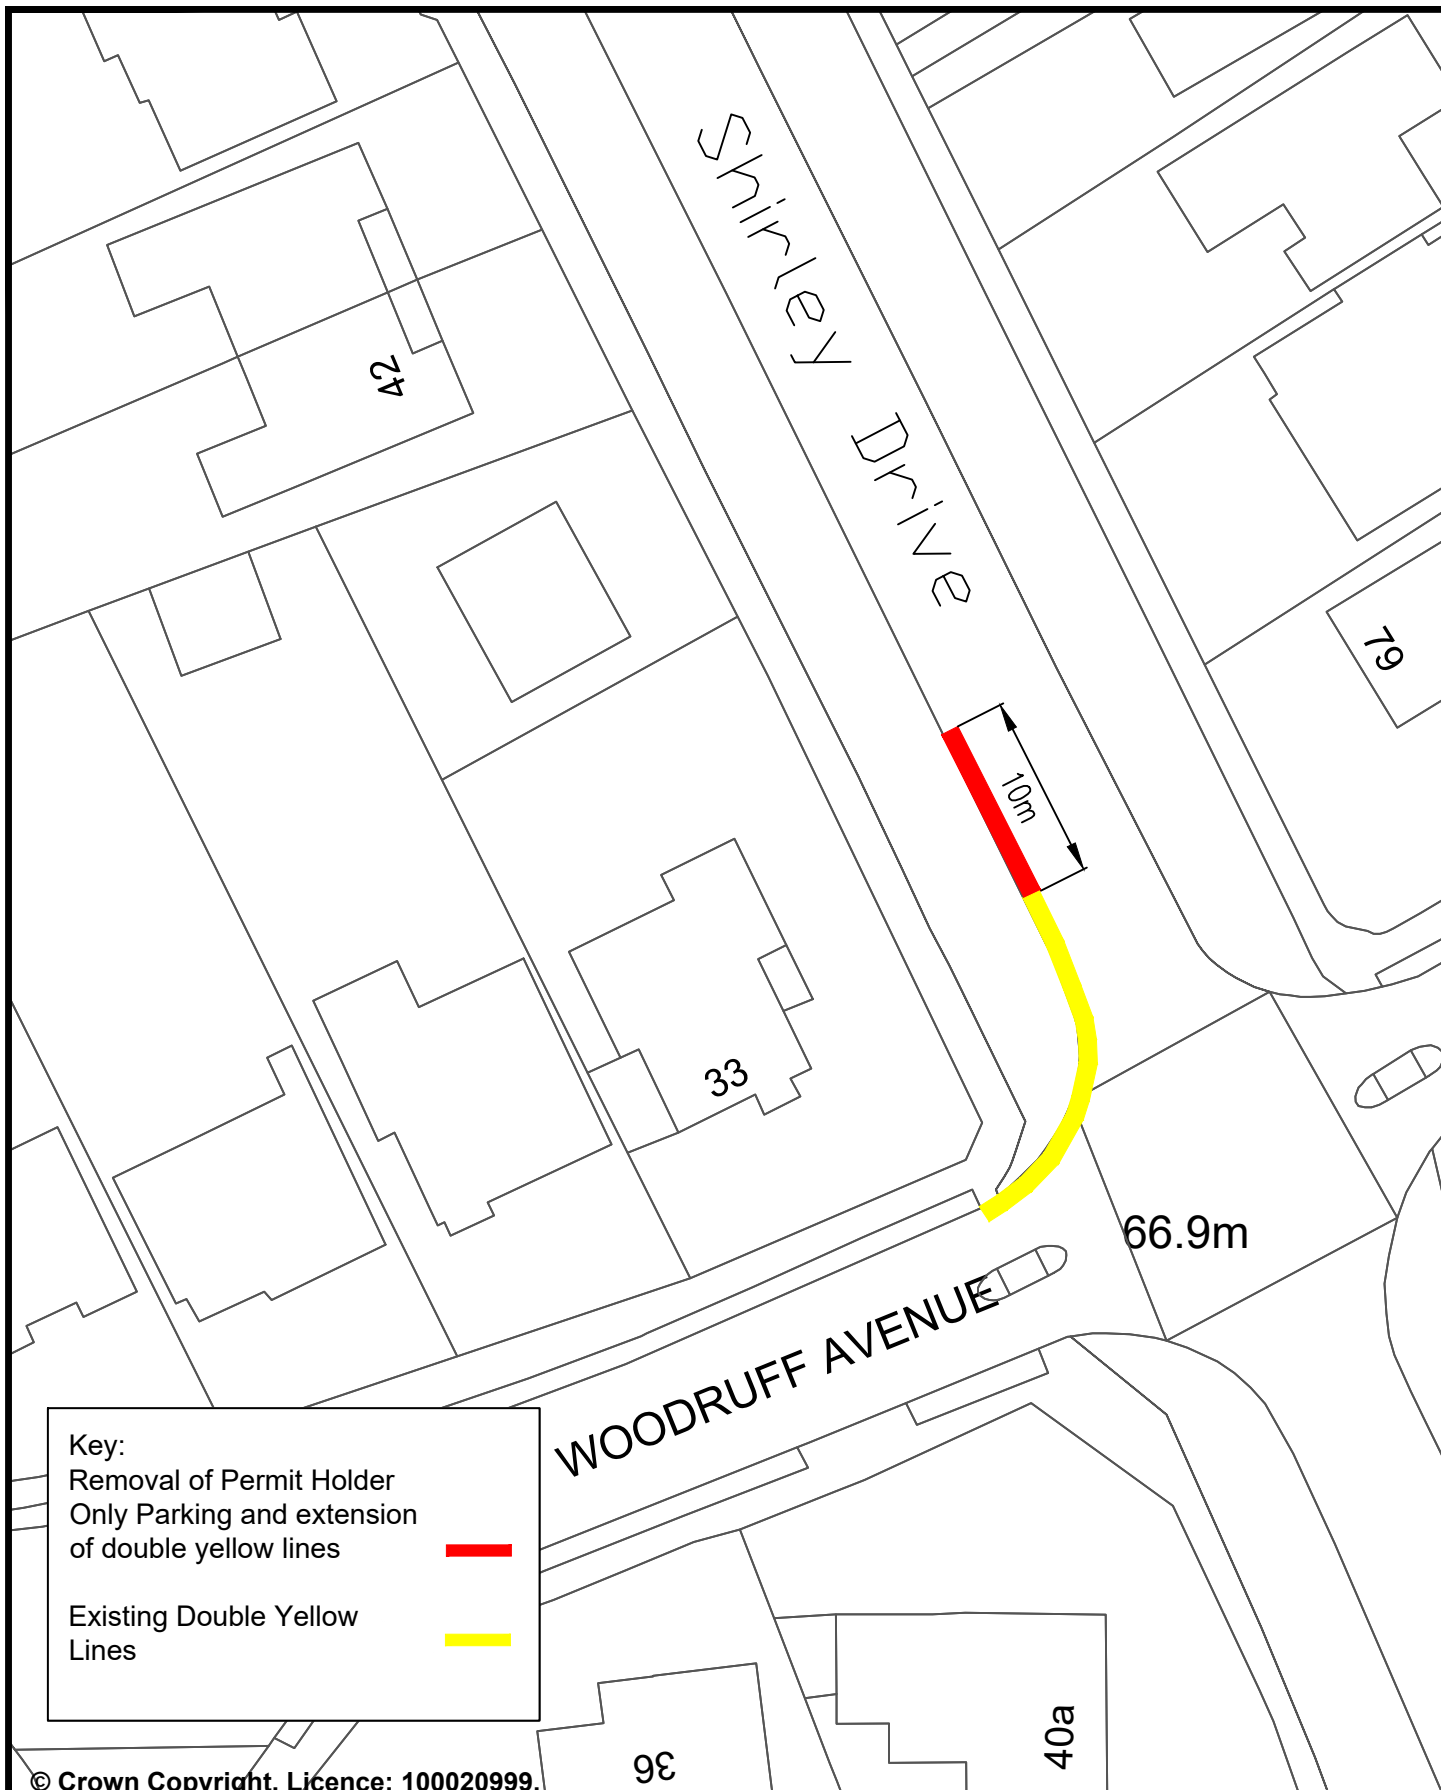 Shirley Drive
42
79
10m
33
66.9m
WOODRUFF AVENUE
Key:
Removal of Permit Holder
Only Parking and extension
of double yellow lines
Existing Double Yellow
Lines
40a
36
© Crown Copyright. Licence: 100020999.